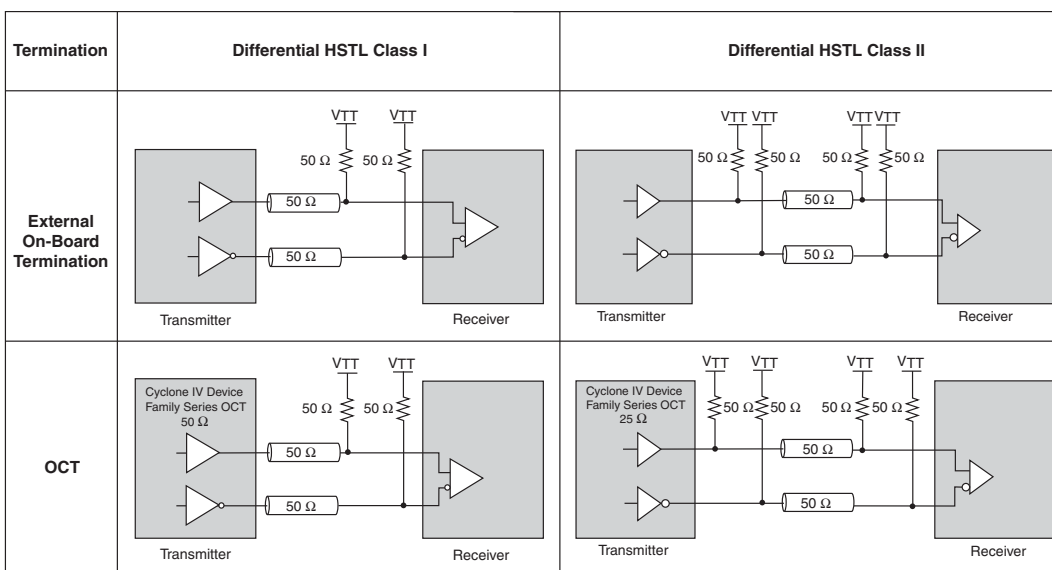 Termination
Differential HSTL Class I
Differential HSTL Class II
External
On-Board
Termination
VTT VTT
50 Ω 50 Ω
50 Ω
50 Ω
Transmitter
Receiver
VTT VTT VTT VTT
50 Ω 50 Ω 50 Ω 50 Ω
50 Ω
50 Ω
Transmitter
Receiver
OCT
VTT VTT
Cyclone IV Device
Family Series OCT
50 Ω
50 Ω 50 Ω
50 Ω
50 Ω
Transmitter
Receiver
VTT VTT VTT VTT
Cyclone IV Device
Family Series OCT
25 Ω
50 Ω 50 Ω 50 Ω 50 Ω
50 Ω
50 Ω
Transmitter
Receiver